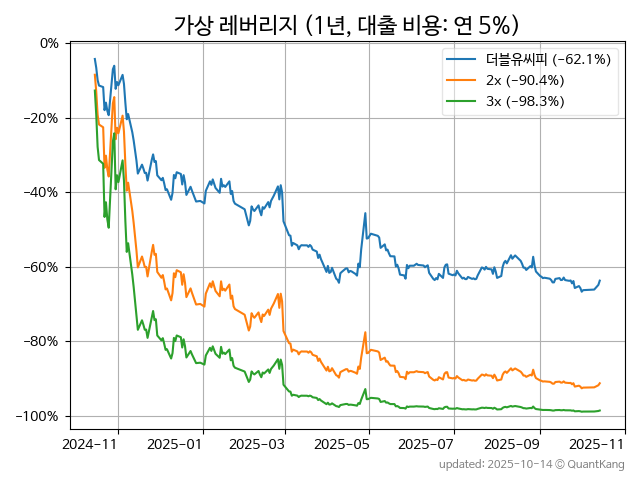 가상 레버리지 (1년, 대출 비용: 연 5%)
더블유씨피 (-62.1%)
2x (-90.4%)
3x (-98.3%)
0%
-20%
-40%
-60%
-80%
-100%
2024-11 2025-01 2025-03 2025-05 2025-07 2025-09 2025-11
updated: 2025-10-14 © QuantKang